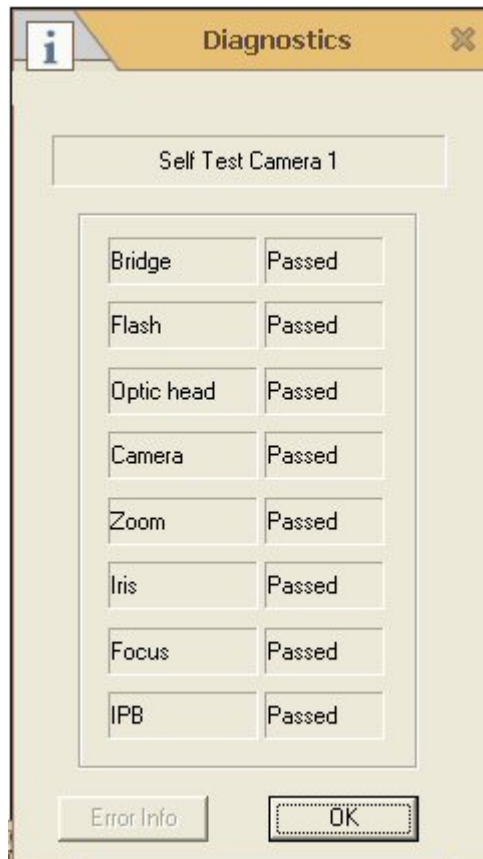 Diagnostics
Self Test Camera 1
Bridge Passed
Flash Passed
Optic head Passed
Camera Passed
Zoom Passed
Iris Passed
Focus Passed
IPB Passed
Error Info OK